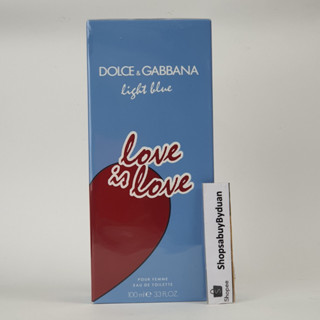 DOLCE & GABBANA
light blue
love
is love
POUR FEMME
EAU DE TOILETTE
100 ml e 3.3 FL.OZ.
ShopsabuyByduan
Shopee